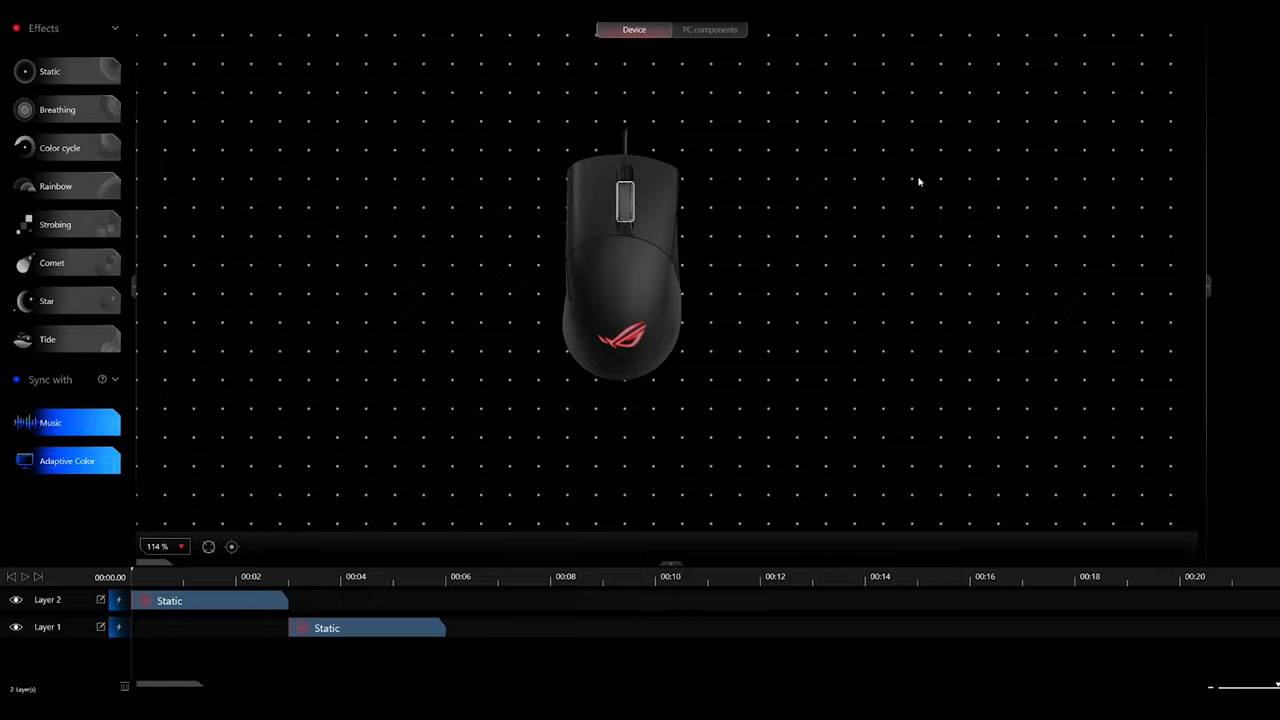 Effects
Device
PC components
Static
Breathing
Color cycle
Rainbow
Strobing
Comet
Star
Tide
Sync with
Music
Adaptive Color
114 %
00:00.00
00:02
00:04
00:06
00:08
00:10
00:12
00:14
00:16
00:18
00:20
Layer 2
Static
Layer 1
Static
2 Layer(s)